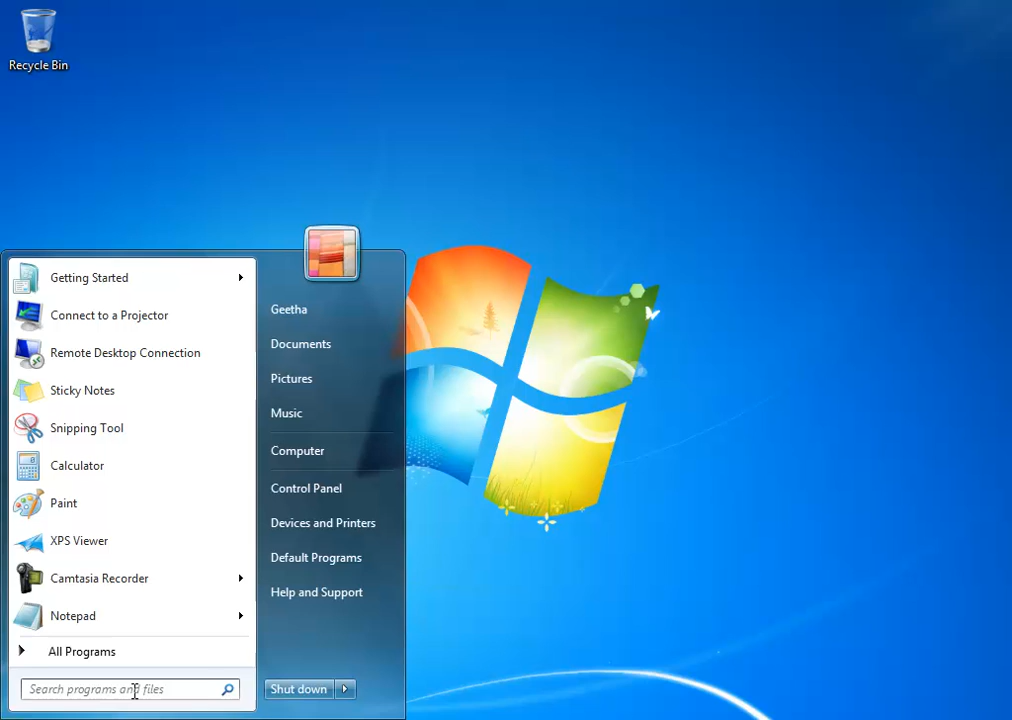 Recycle Bin
Getting Started
Connect to a Projector
Remote Desktop Connection
Sticky Notes
Snipping Tool
Calculator
Paint
XPS Viewer
Camtasia Recorder
Notepad
All Programs
Search programs and files
Geetha
Documents
Pictures
Music
Computer
Control Panel
Devices and Printers
Default Programs
Help and Support
Shut down